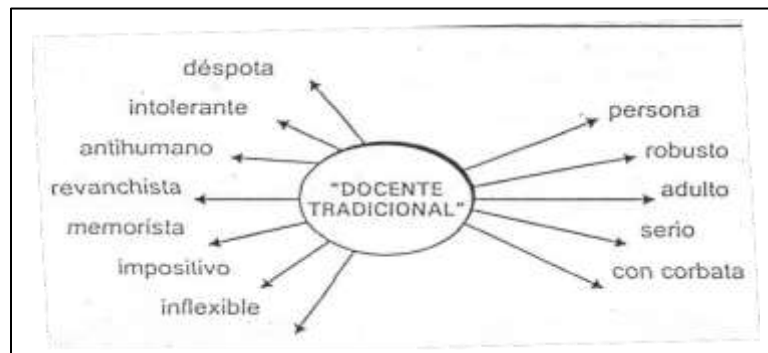 déspota
intolerante
antihumano
revanchista
memorista
impositivo
inflexible
"DOCENTE
TRADICIONAL"
persona
robusto
adulto
serio
con corbata